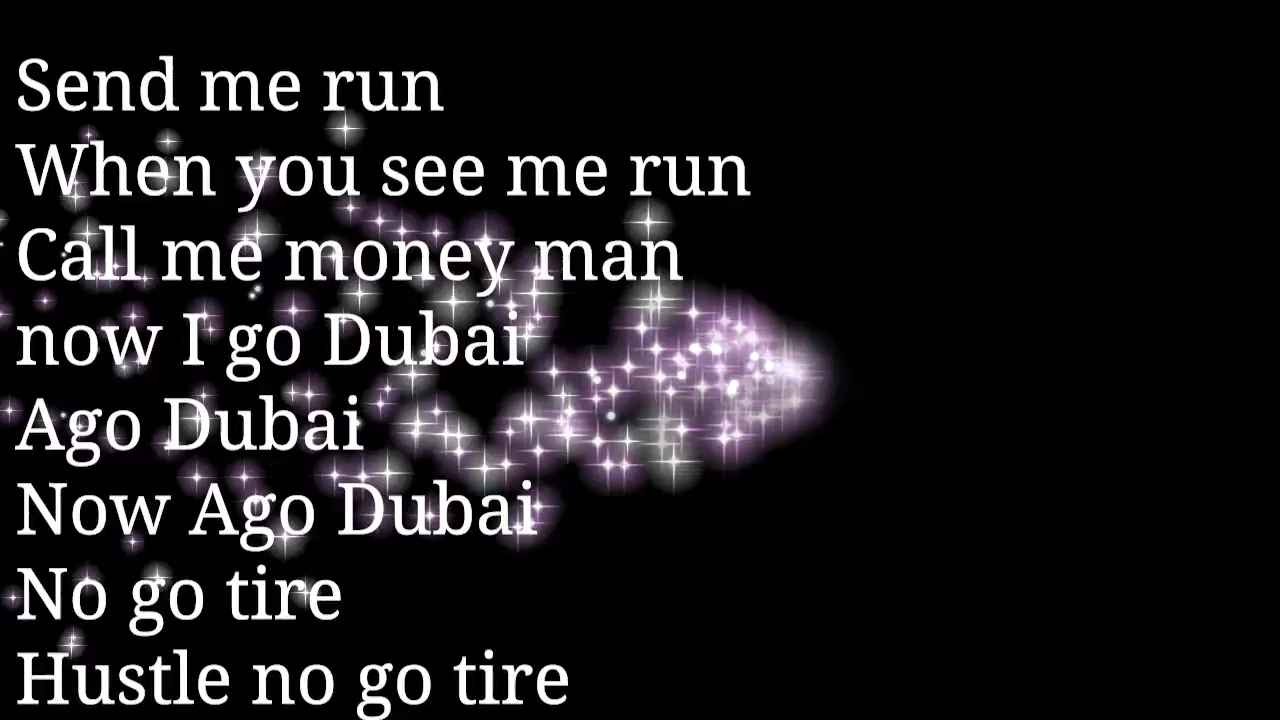 Send me run
When you see me run
Call me money man
now I go Dubai
Ago Dubai
Now Ago Dubai
No go tire
Hustle no go tire